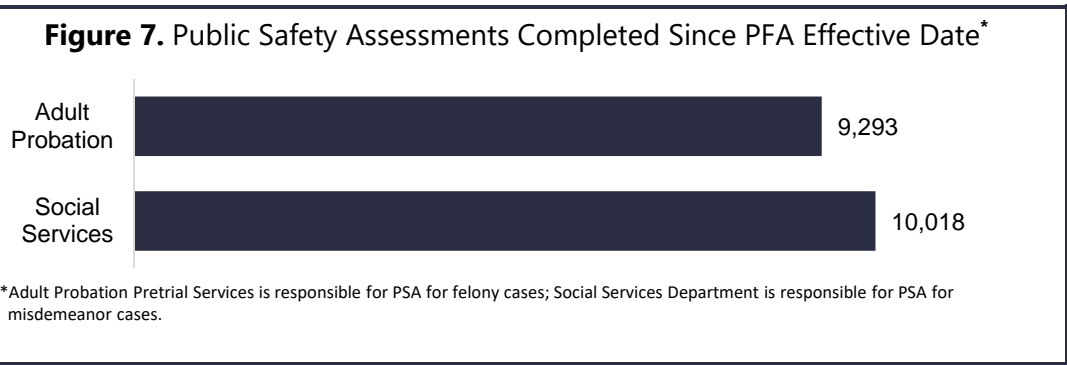 Figure 7. Public Safety Assessments Completed Since PFA Effective Date*
Adult
Probation
9,293
Social
Services
10,018
*Adult Probation Pretrial Services is responsible for PSA for felony cases; Social Services Department is responsible for PSA for
misdemeanor cases.